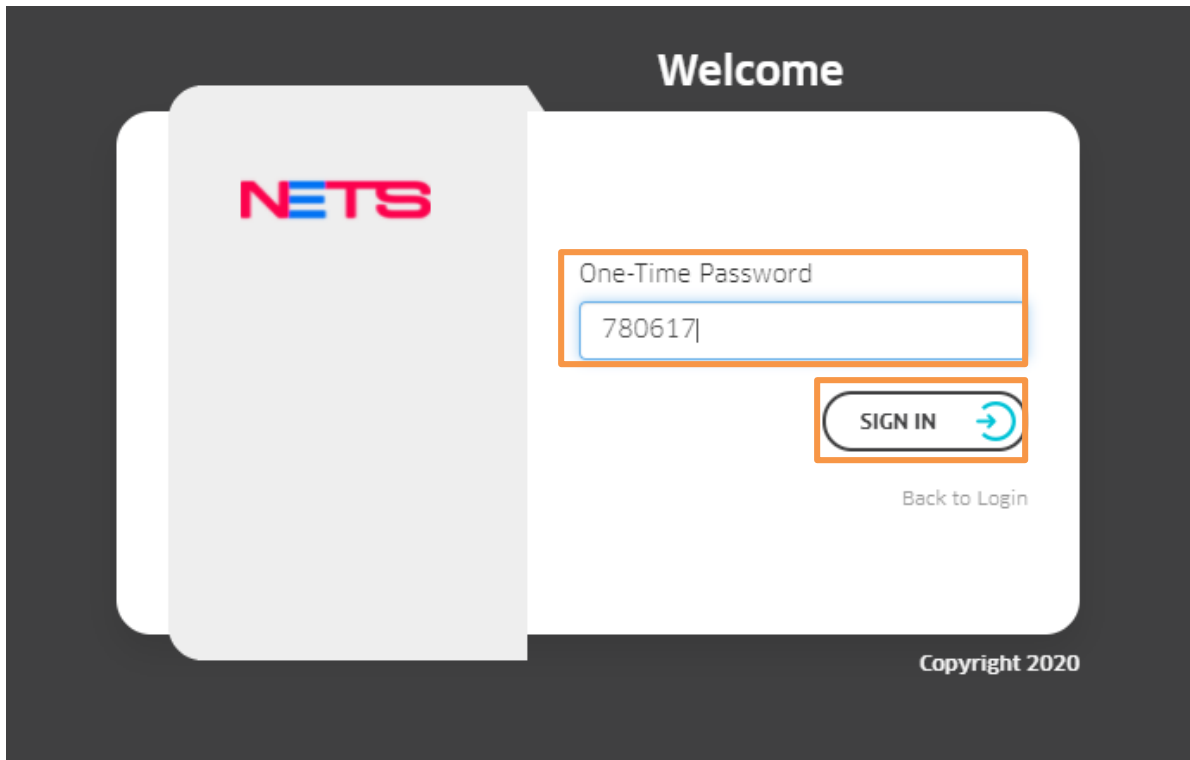 Welcome
NETS
One-Time Password
780617
SIGN IN
Back to Login
Copyright 2020